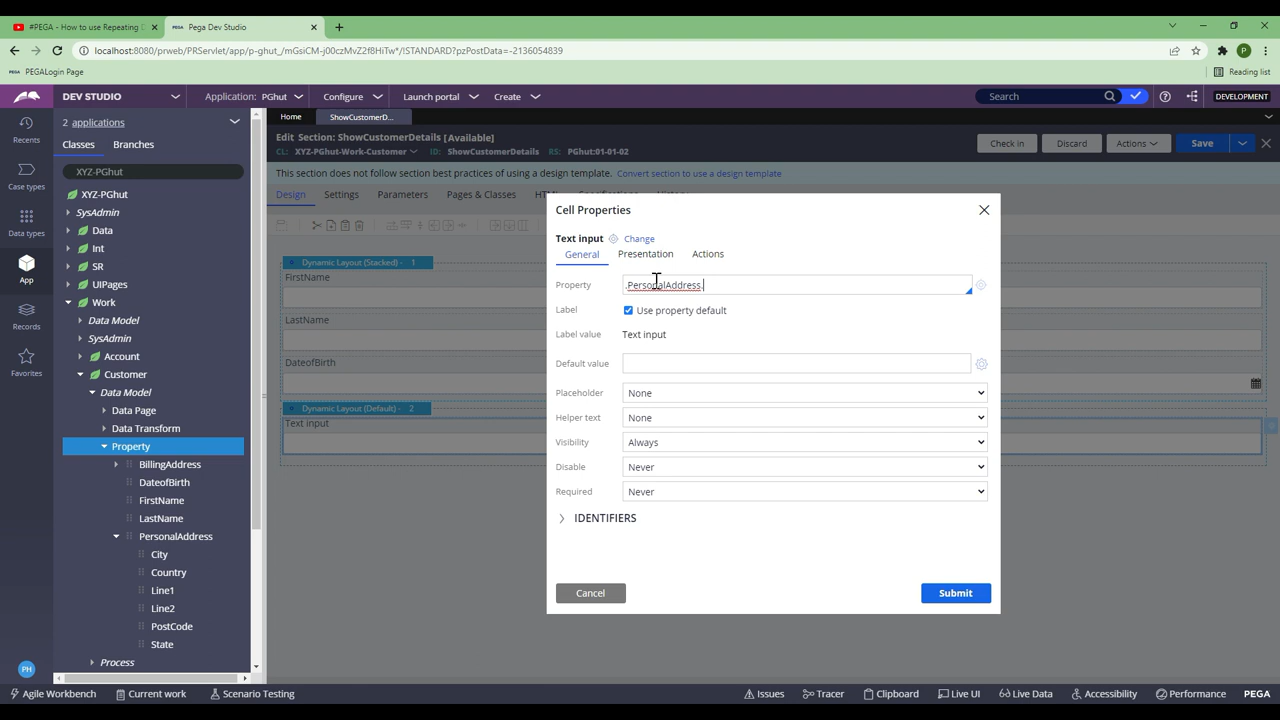 #PEGA - How to use Repeating D
Pega Dev Studio
localhost:8080/prweb/PRServlet/app/p-ghut_/mGsiCM-j00czMvZ2f8HiTw*/!STANDARD?pzPostData=-2136054839
PEGALogin Page
Reading list
DEV STUDIO
Application: PGhut
Configure
Launch portal
Create
Search
DEVELOPMENT
Recents
Case types
Data types
App
Records
Favorites
PH
2 applications
Classes
Branches
XYZ-PGhut
XYZ-PGHut
SysAdmin
Data
Int
SR
UIPages
Work
Data Model
SysAdmin
Account
Customer
Data Model
Data Page
Data Transform
Property
BillingAddress
DateofBirth
FirstName
LastName
PersonalAddress
City
Country
Line1
Line2
PostCode
State
Process
Home
ShowCustomerD...
Edit Section: ShowCustomerDetails [Available]
CL: XYZ-PGhut-Work-Customer ID: ShowCustomerDetails RS: PGhut:01-01-02
Check in
Discard
Actions
Save
This section does not follow section best practices of using a design template. Convert section to use a design template
Design
Settings
Parameters
Pages & Classes
Dynamic Layout (Stacked) - 1
FirstName
LastName
DateofBirth
Dynamic Layout (Default) - 2
Text input
Cell Properties
Text input Change
General
Presentation
Actions
Property .PersonalAddress.
Label Use property default
Label value Text input
Default value
Placeholder None
Helper text None
Visibility Always
Disable Never
Required Never
IDENTIFIERS
Cancel
Submit
Agile Workbench
Current work
Scenario Testing
Issues
Tracer
Clipboard
Live UI
Live Data
Accessibility
Performance
PEGA